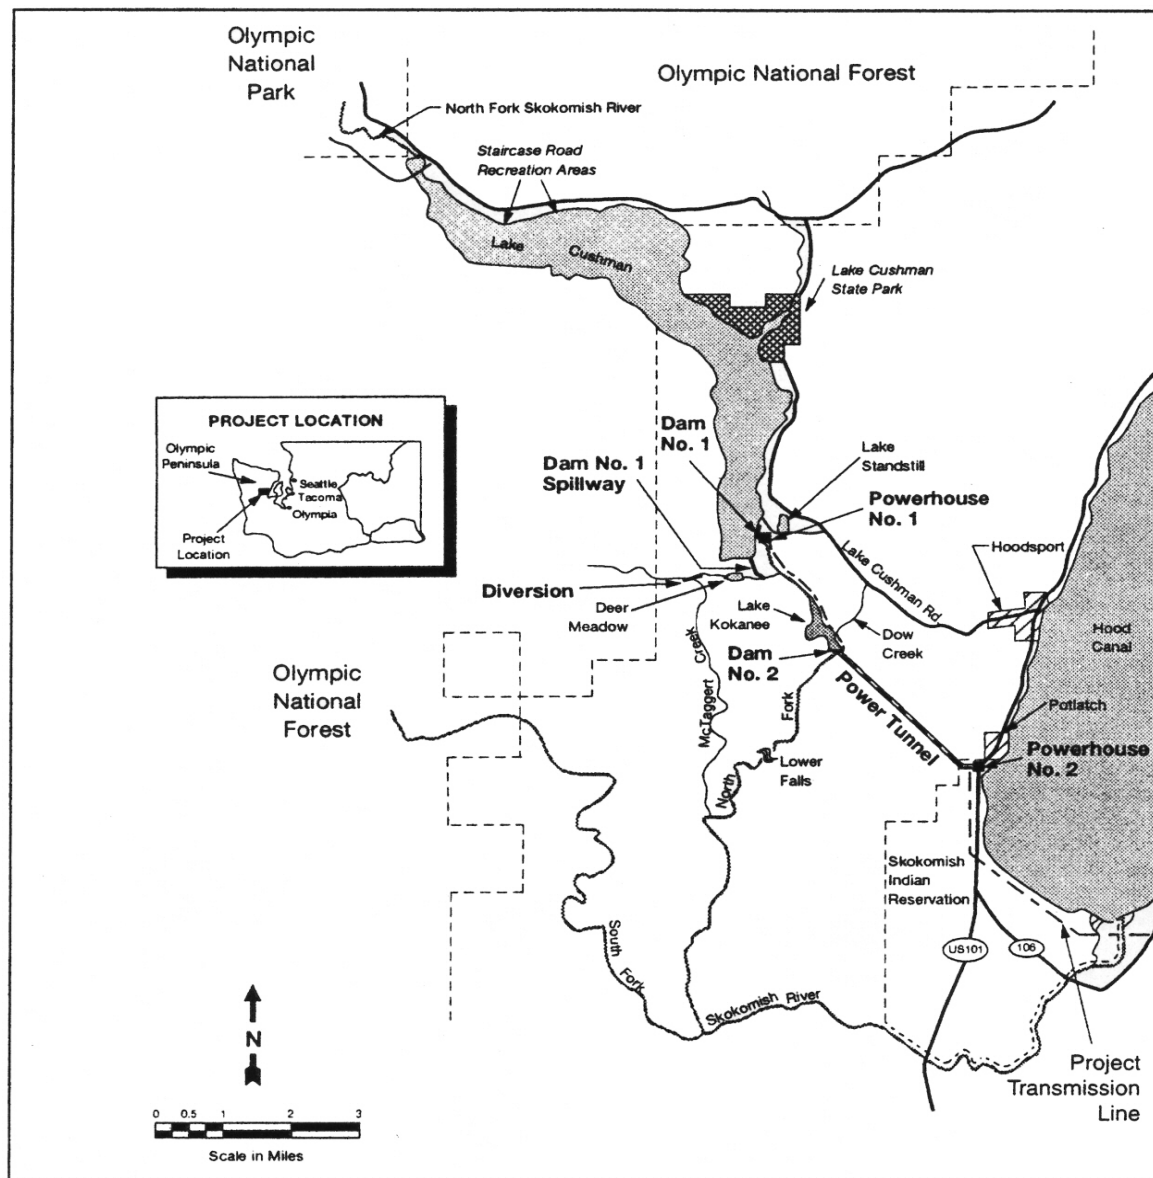 Olympic
National
Park
Olympic National Forest
North Fork Skokomish River
Staircase Road
Recreation Areas
Lake
Cushman
Lake Cushman
State Park
PROJECT LOCATION
Olympic
Peninsula
Seattle
Tacoma
Olympia
Project
Location
Dam
No. 1
Dam No. 1
Spillway
Lake
Standstill
Powerhouse
No. 1
Hoodsport
Lake Cushman Rd.
Diversion
Deer
Meadow
Lake
Kokanee
Dow
Creek
Hood
Canal
Dam
No. 2
McTaggert
Creek
Olympic
National
Forest
Power Tunnel
Potlatch
Powerhouse
No. 2
North
Fork
Lower
Falls
Skokomish
Indian
Reservation
South
Fork
US101
106
Skokomish River
N
Project
Transmission
Line
0 0.5 1 2 3
Scale in Miles